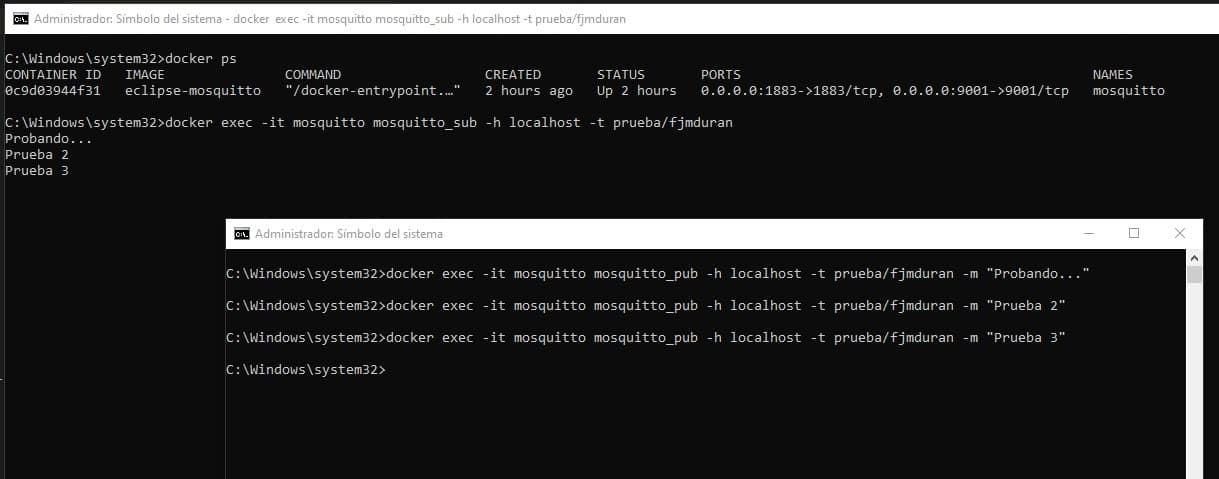 Administrador: Símbolo del sistema - docker  exec -it mosquitto mosquitto_sub -h localhost -t prueba/fjmduran
C:\Windows\system32>docker ps
CONTAINER ID   IMAGE               COMMAND                  CREATED       STATUS       PORTS                                            NAMES
0c9d03944f31   eclipse-mosquitto   "/docker-entrypoint.…"   2 hours ago   Up 2 hours   0.0.0.0:1883->1883/tcp, 0.0.0.0:9001->9001/tcp   mosquitto
C:\Windows\system32>docker exec -it mosquitto mosquitto_sub -h localhost -t prueba/fjmduran
Probando...
Prueba 2
Prueba 3
Administrador: Símbolo del sistema
C:\Windows\system32>docker exec -it mosquitto mosquitto_pub -h localhost -t prueba/fjmduran -m "Probando..."
C:\Windows\system32>docker exec -it mosquitto mosquitto_pub -h localhost -t prueba/fjmduran -m "Prueba 2"
C:\Windows\system32>docker exec -it mosquitto mosquitto_pub -h localhost -t prueba/fjmduran -m "Prueba 3"
C:\Windows\system32>